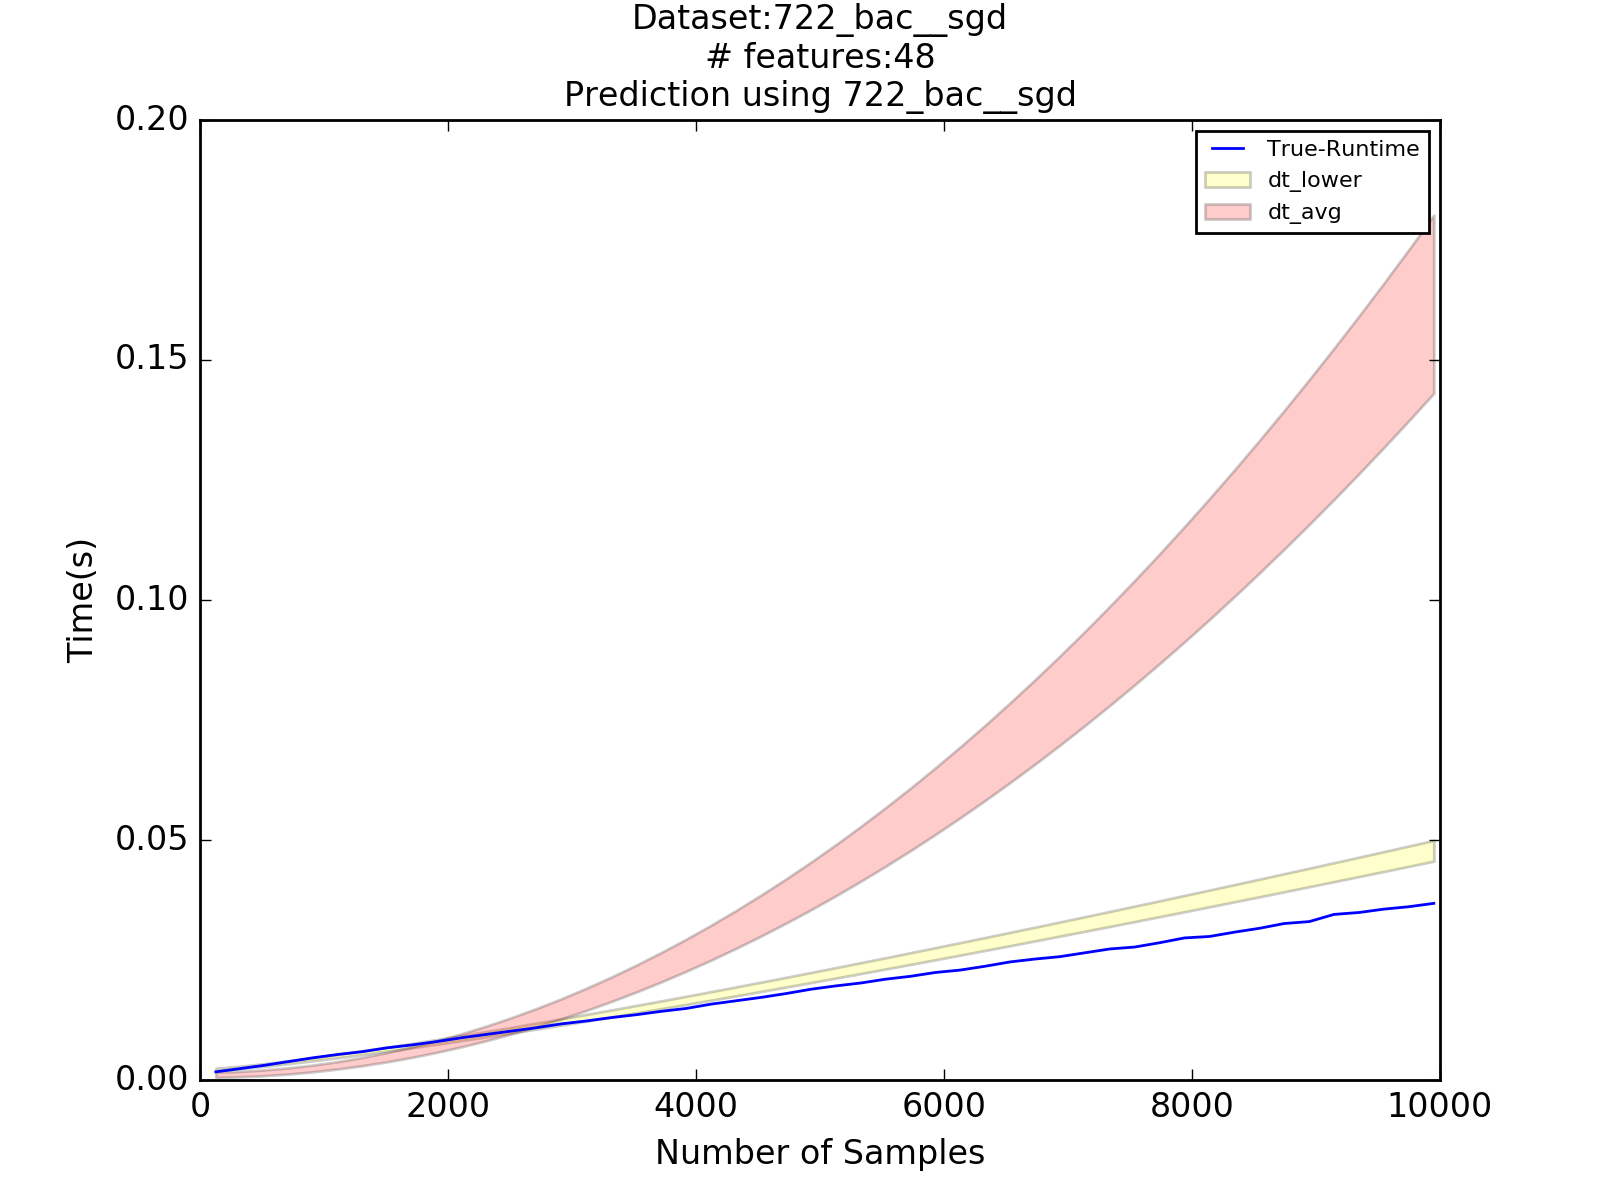 Dataset:722_bac__sgd
# features:48
Prediction using 722_bac__sgd
True-Runtime
dt_lower
dt_avg
0.20
0.15
0.10
0.05
0.00
Time(s)
0 2000 4000 6000 8000 10000
Number of Samples